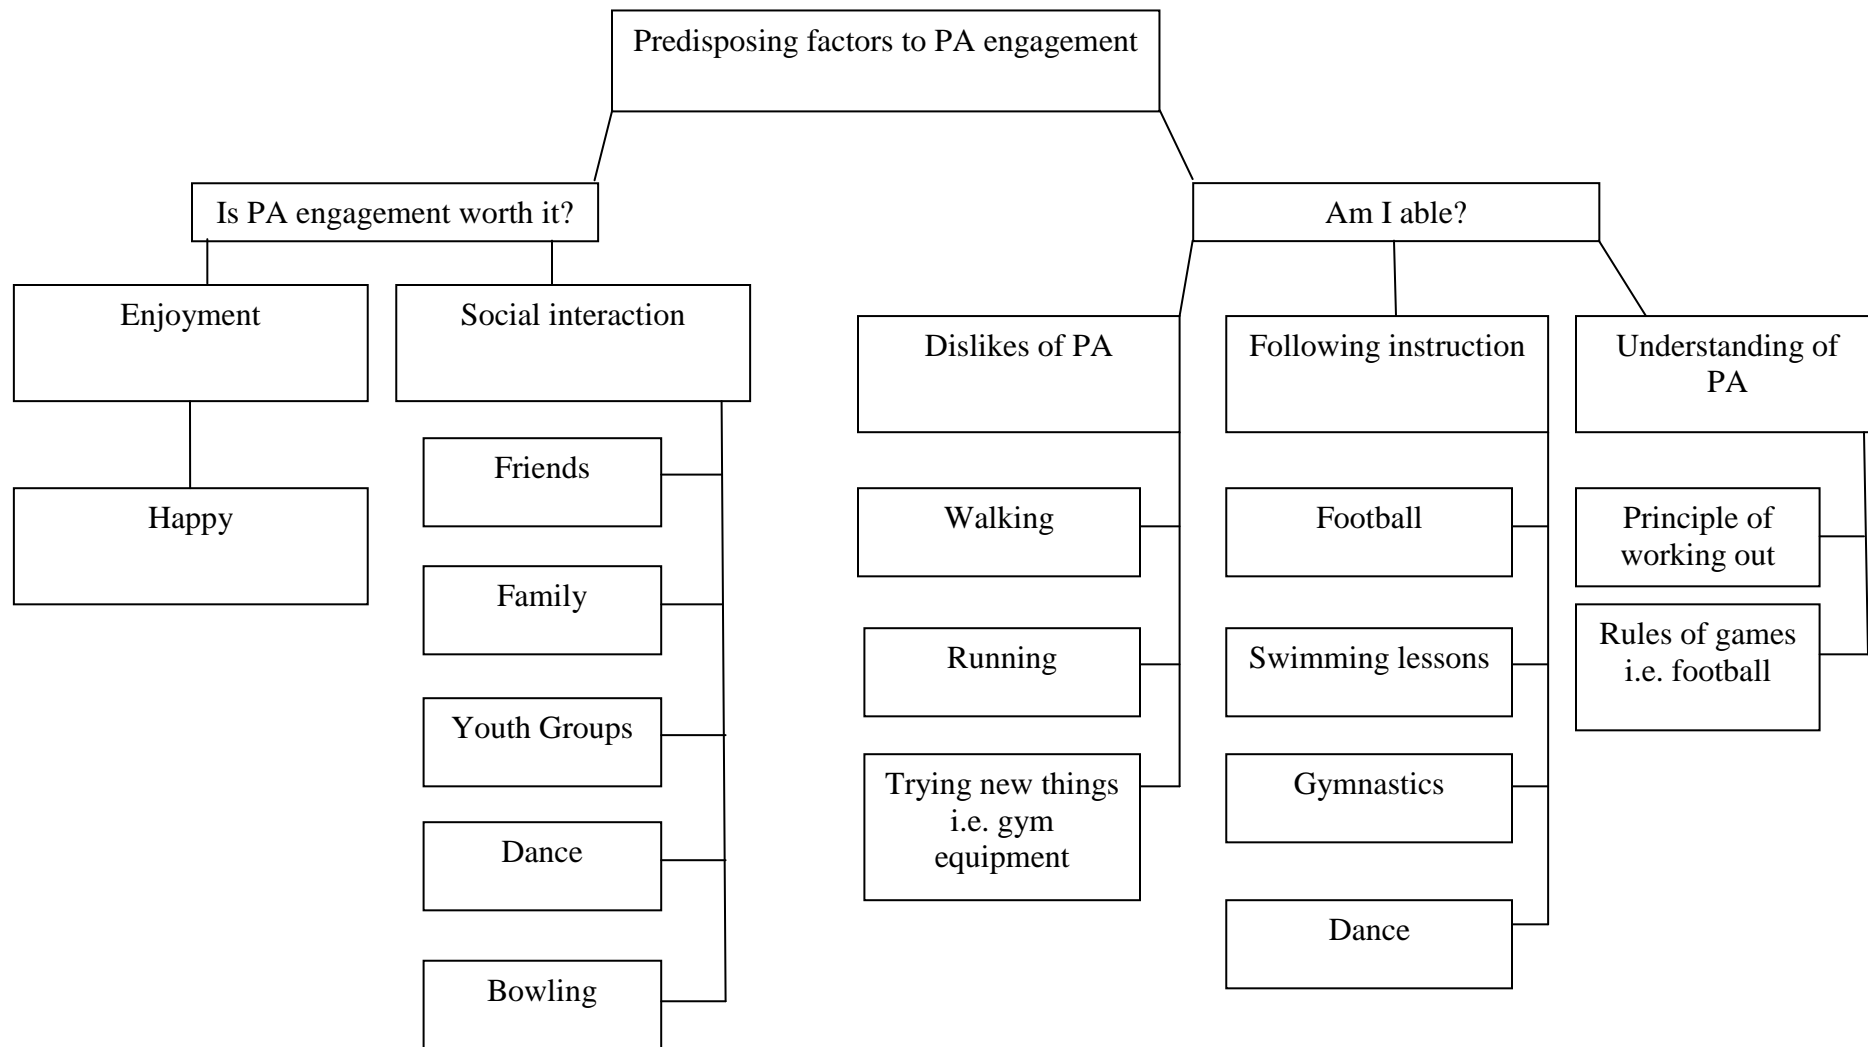 Predisposing factors to PA engagement
Is PA engagement worth it?
Am I able?
Enjoyment
Social interaction
Dislikes of PA
Following instruction
Understanding of
PA
Happy
Friends
Family
Youth Groups
Dance
Bowling
Walking
Running
Trying new things
i.e. gym
equipment
Football
Swimming lessons
Gymnastics
Dance
Principle of
working out
Rules of games
i.e. football